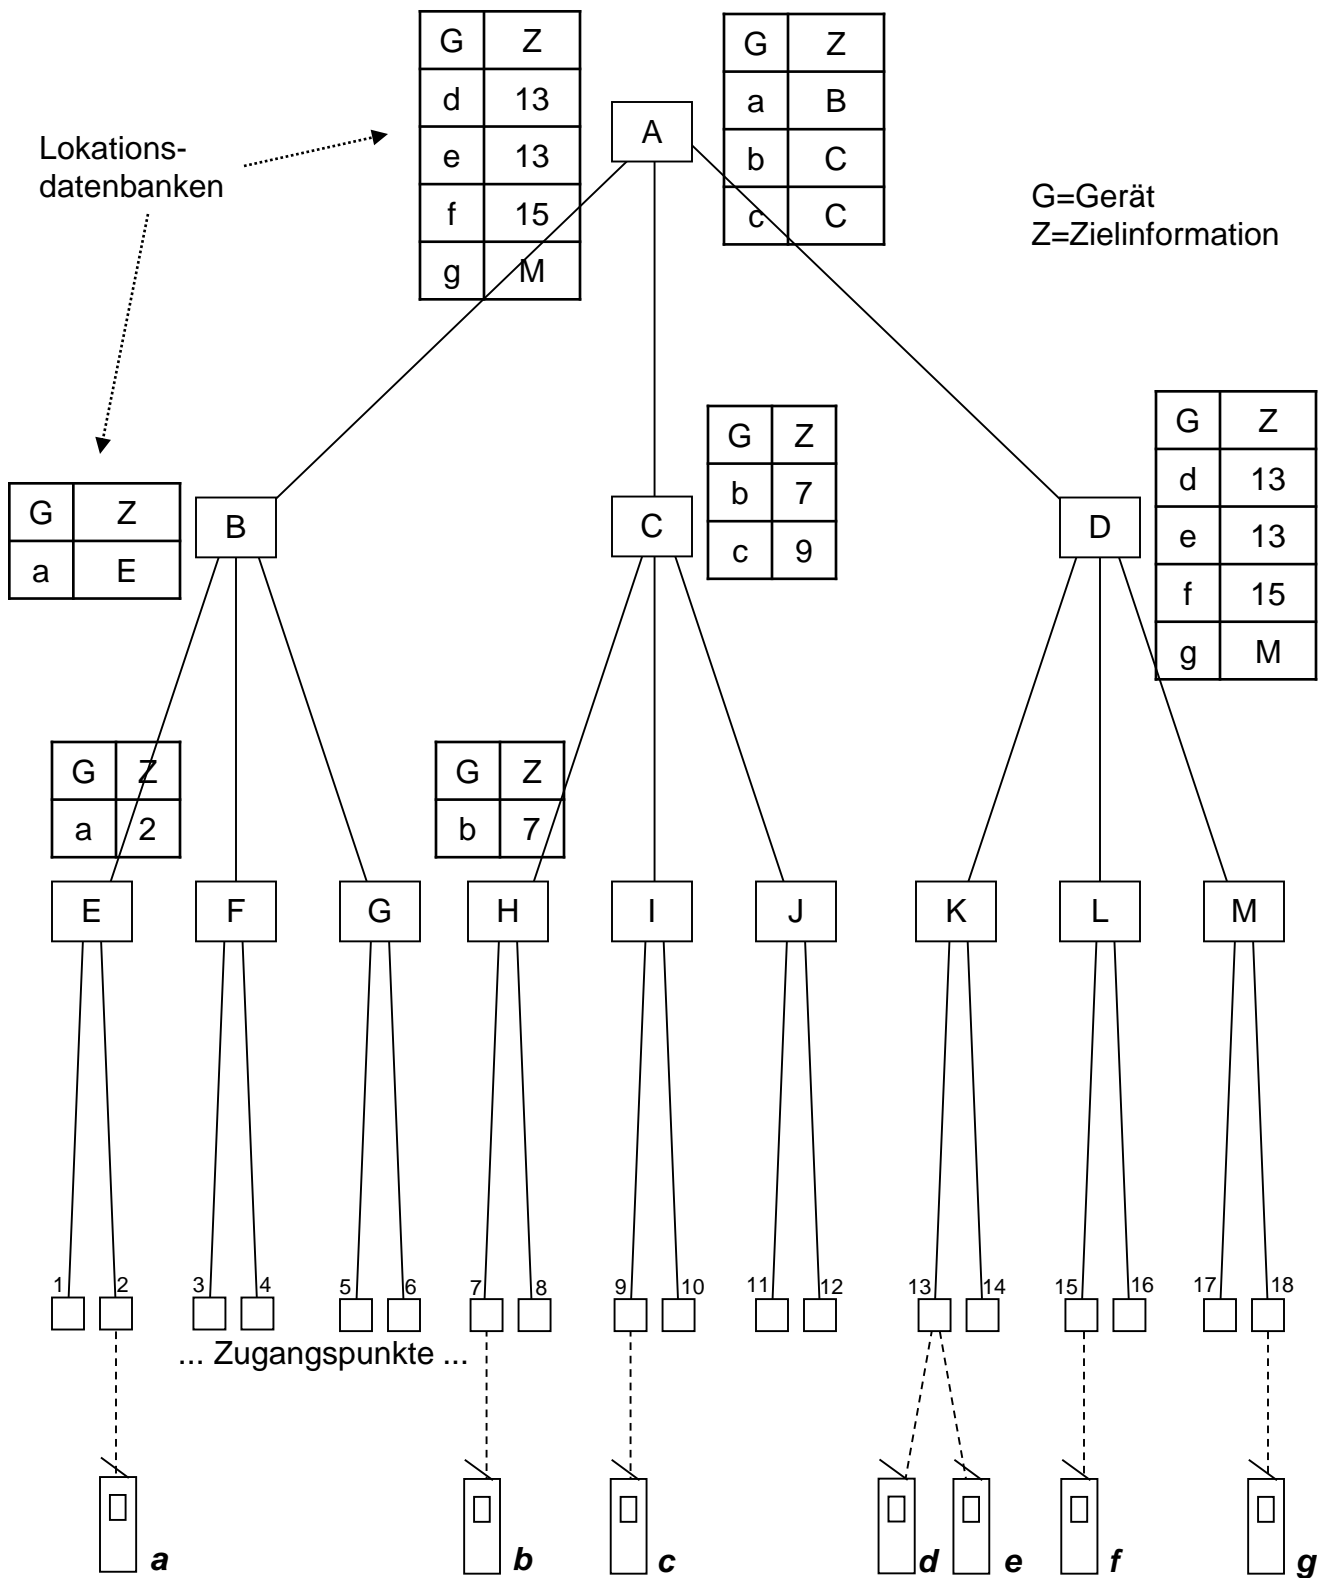 G Z
d 13
e 13
f 15
g M
A
G Z
a B
b C
c C
Lokations-
datenbanken
G=Gerät
Z=Zielinformation
G Z
a E
B
C
G Z
b 7
c 9
D
G Z
d 13
e 13
f 15
g M
G Z
a 2
G Z
b 7
E F G H I J K L M
1 2 3 4 5 6 7 8 9 10 11 12 13 14 15 16 17 18
... Zugangspunkte ...
a b c d e f g